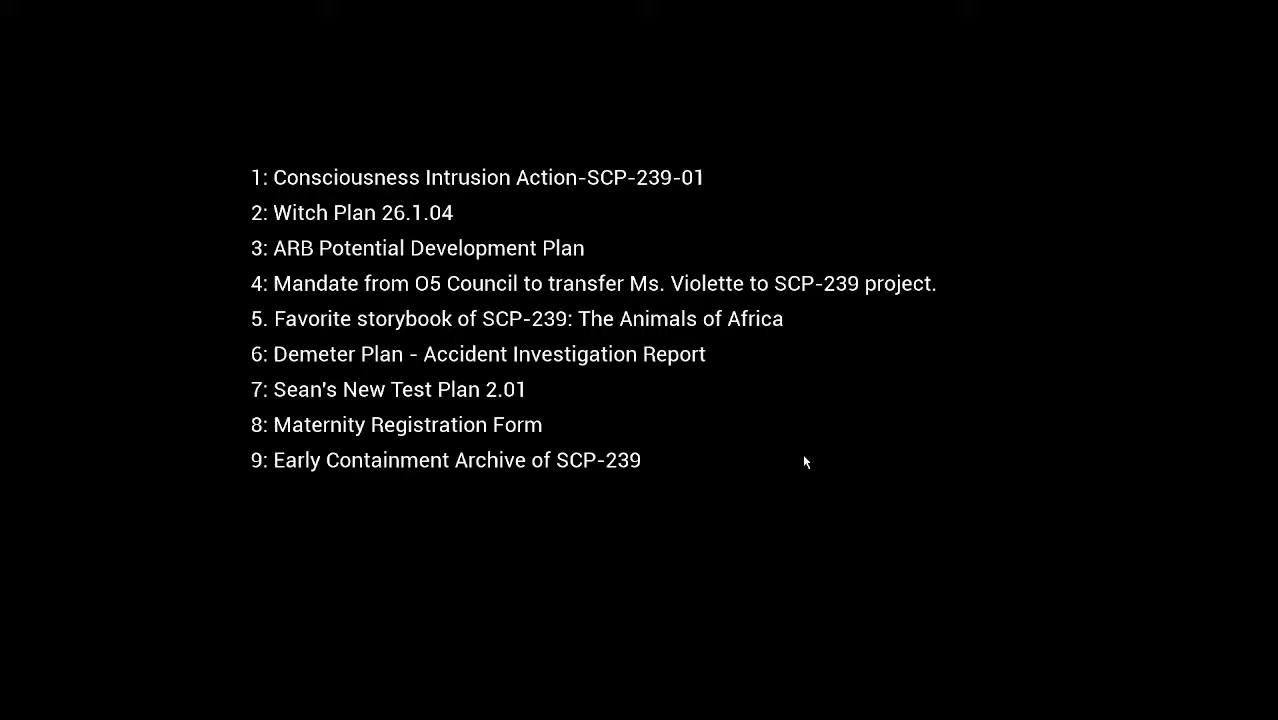 1: Consciousness Intrusion Action-SCP-239-01
2: Witch Plan 26.1.04
3: ARB Potential Development Plan
4: Mandate from O5 Council to transfer Ms. Violette to SCP-239 project.
5. Favorite storybook of SCP-239: The Animals of Africa
6: Demeter Plan - Accident Investigation Report
7: Sean's New Test Plan 2.01
8: Maternity Registration Form
9: Early Containment Archive of SCP-239